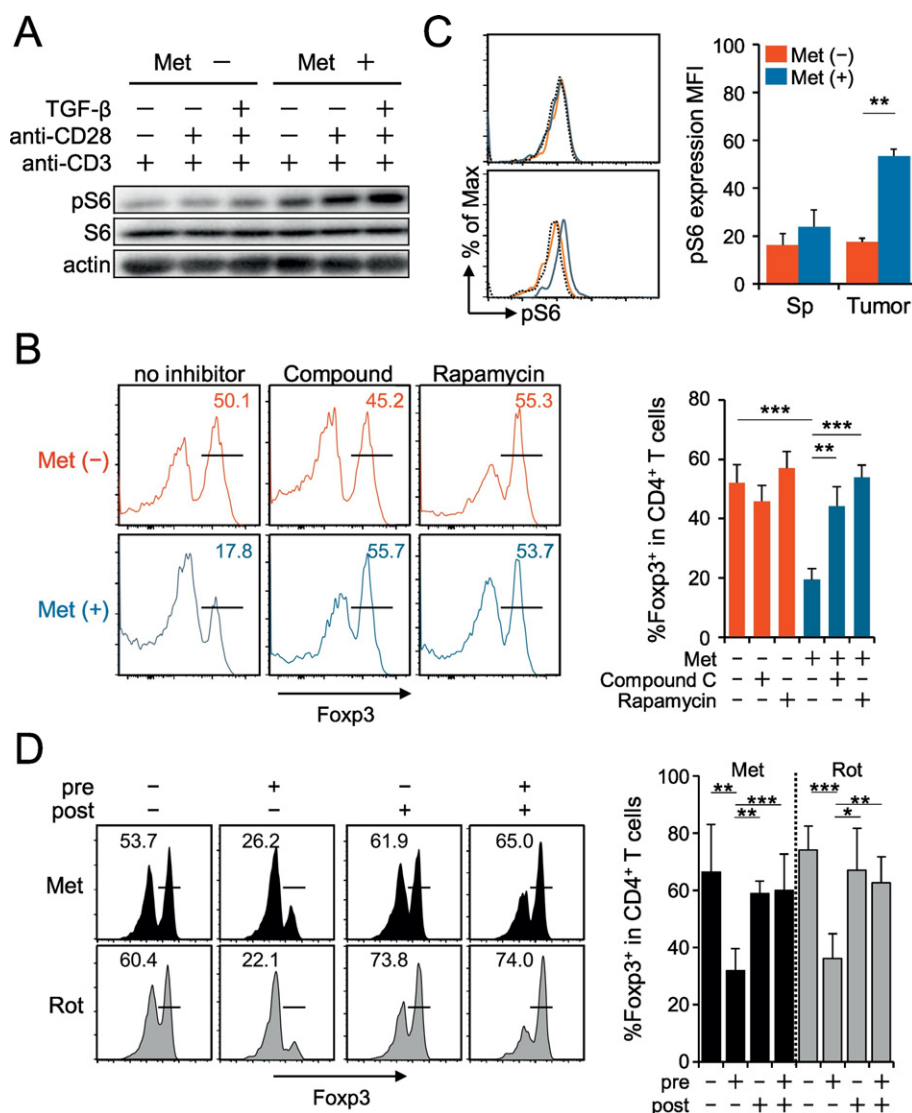 A
Met − Met +
TGF-β − − + − − +
anti-CD28 − + + − + +
anti-CD3 + + + + + +
pS6
S6
actin
C
% of Max
pS6
pS6 expression MFI
100
80
60
40
20
0
Met (−)
Met (+)
**
Sp Tumor
B
no inhibitor Compound Rapamycin
Met (−)
50.1 45.2 55.3
Met (+)
17.8 55.7 53.7
Foxp3
%Foxp3⁺ in CD4⁺ T cells
80
60
40
20
0
***
***
**
Met − − − + + +
Compound C − + − − + −
Rapamycin − − + − − +
D
pre − + − +
post − − + +
Met
53.7 26.2 61.9 65.0
Rot
60.4 22.1 73.8 74.0
Foxp3
%Foxp3⁺ in CD4⁺ T cells
100
80
60
40
20
0
Met Rot
** *** *** **
** *
pre − + − + − + − +
post − − + + − − + +